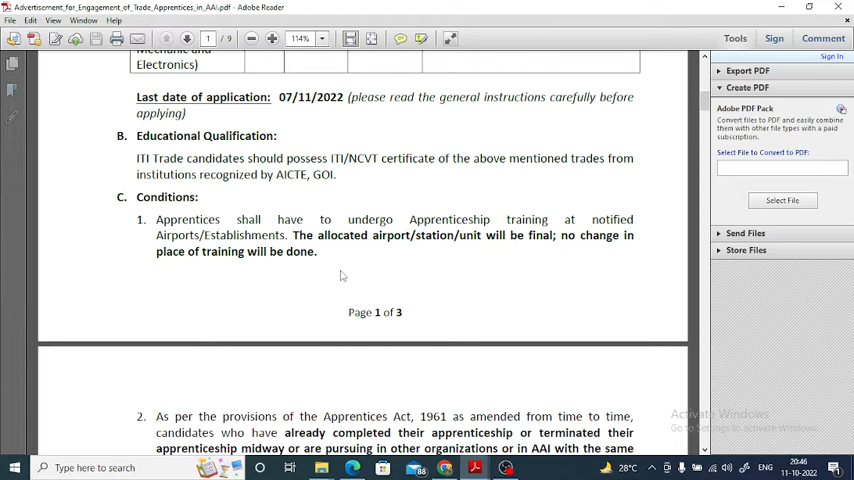 Advertisement_for_Engagement_of_Trade_Apprentices_in_AAI.pdf - Adobe Reader
File Edit View Window Help
1 / 9 114% Tools Sign Comment
Sign In
Export PDF
Create PDF
Adobe PDF Pack
Convert files to PDF and easily combine
them with other file types with a paid
subscription.
Select File to Convert to PDF:
Select File
Send Files
Store Files
Mechanic and
Electronics)
Last date of application: 07/11/2022 (please read the general instructions carefully before
applying)
B. Educational Qualification:
ITI Trade candidates should possess ITI/NCVT certificate of the above mentioned trades from
institutions recognized by AICTE, GOI.
C. Conditions:
1. Apprentices shall have to undergo Apprenticeship training at notified
Airports/Establishments. The allocated airport/station/unit will be final; no change in
place of training will be done.
Page 1 of 3
2. As per the provisions of the Apprentices Act, 1961 as amended from time to time,
candidates who have already completed their apprenticeship or terminated their
apprenticeship midway or are pursuing in other organizations or in AAI with the same
Activate Windows
Go to Settings to activate Windows.
Type here to search
88
28°C
ENG
20:46
11-10-2022
1